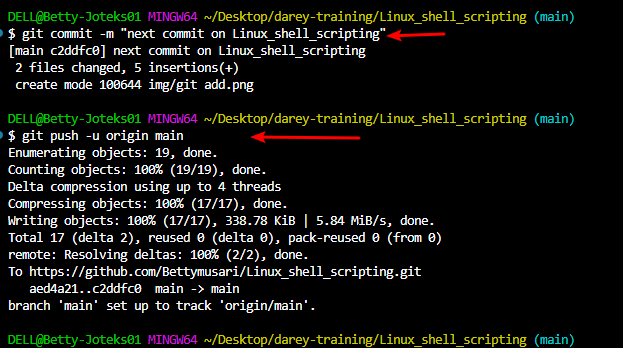 DELL@Betty-Joteks01 MINGW64 ~/Desktop/darey-training/Linux_shell_scripting (main)
$ git commit -m "next commit on Linux_shell_scripting"
[main c2ddfc0] next commit on Linux_shell_scripting
 2 files changed, 5 insertions(+)
 create mode 100644 img/git add.png
DELL@Betty-Joteks01 MINGW64 ~/Desktop/darey-training/Linux_shell_scripting (main)
$ git push -u origin main
Enumerating objects: 19, done.
Counting objects: 100% (19/19), done.
Delta compression using up to 4 threads
Compressing objects: 100% (17/17), done.
Writing objects: 100% (17/17), 338.78 KiB | 5.84 MiB/s, done.
Total 17 (delta 2), reused 0 (delta 0), pack-reused 0 (from 0)
remote: Resolving deltas: 100% (2/2), done.
To https://github.com/Bettymusari/Linux_shell_scripting.git
   aed4a21..c2ddfc0  main -> main
branch 'main' set up to track 'origin/main'.
DELL@Betty-Joteks01 MINGW64 ~/Desktop/darey-training/Linux_shell_scripting (main)